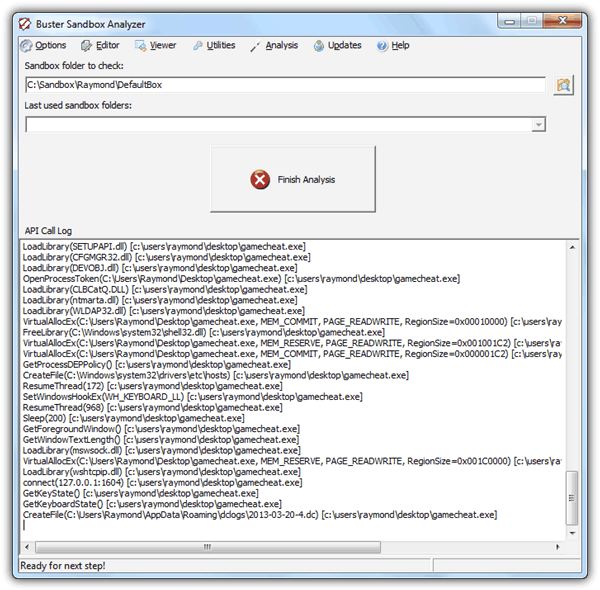 Buster Sandbox Analyzer
Options Editor Viewer Utilities Analysis Updates Help
Sandbox folder to check:
C:\Sandbox\Raymond\DefaultBox
Last used sandbox folders:
Finish Analysis
API Call Log
LoadLibrary(SETUPAPI.dll) [c:\users\raymond\desktop\gamecheat.exe]
LoadLibrary(CFGMGR32.dll) [c:\users\raymond\desktop\gamecheat.exe]
LoadLibrary(DEVOBJ.dll) [c:\users\raymond\desktop\gamecheat.exe]
OpenProcessToken(C:\Users\Raymond\Desktop\gamecheat.exe) [c:\users\raymond\desktop\gamecheat.exe]
LoadLibrary(CLBCatQ.DLL) [c:\users\raymond\desktop\gamecheat.exe]
LoadLibrary(ntmarta.dll) [c:\users\raymond\desktop\gamecheat.exe]
LoadLibrary(WLDAP32.dll) [c:\users\raymond\desktop\gamecheat.exe]
VirtualAllocEx(C:\Users\Raymond\Desktop\gamecheat.exe, MEM_COMMIT, PAGE_READWRITE, RegionSize=0x00010000) [c:\users\ra
FreeLibrary(C:\Windows\system32\shell32.dll) [c:\users\raymond\desktop\gamecheat.exe]
VirtualAllocEx(C:\Users\Raymond\Desktop\gamecheat.exe, MEM_RESERVE, PAGE_READWRITE, RegionSize=0x001001C2) [c:\users\ra
VirtualAllocEx(C:\Users\Raymond\Desktop\gamecheat.exe, MEM_COMMIT, PAGE_READWRITE, RegionSize=0x000001C2) [c:\users\ra
GetProcessDEPPolicy() [c:\users\raymond\desktop\gamecheat.exe]
CreateFile(C:\Windows\system32\drivers\etc\hosts) [c:\users\raymond\desktop\gamecheat.exe]
ResumeThread(172) [c:\users\raymond\desktop\gamecheat.exe]
SetWindowsHookEx(WH_KEYBOARD_LL) [c:\users\raymond\desktop\gamecheat.exe]
ResumeThread(968) [c:\users\raymond\desktop\gamecheat.exe]
Sleep(200) [c:\users\raymond\desktop\gamecheat.exe]
GetForegroundWindow() [c:\users\raymond\desktop\gamecheat.exe]
GetWindowTextLength() [c:\users\raymond\desktop\gamecheat.exe]
LoadLibrary(mswsock.dll) [c:\users\raymond\desktop\gamecheat.exe]
VirtualAllocEx(C:\Users\Raymond\Desktop\gamecheat.exe, MEM_RESERVE, PAGE_READWRITE, RegionSize=0x001C0000) [c:\users\ra
LoadLibrary(wshtcpip.dll) [c:\users\raymond\desktop\gamecheat.exe]
connect(127.0.0.1:1604) [c:\users\raymond\desktop\gamecheat.exe]
GetKeyState() [c:\users\raymond\desktop\gamecheat.exe]
GetKeyboardState() [c:\users\raymond\desktop\gamecheat.exe]
CreateFile(C:\Users\Raymond\AppData\Roaming\dclogs\2013-03-20-4.dc) [c:\users\raymond\desktop\gamecheat.exe]
Ready for next step!